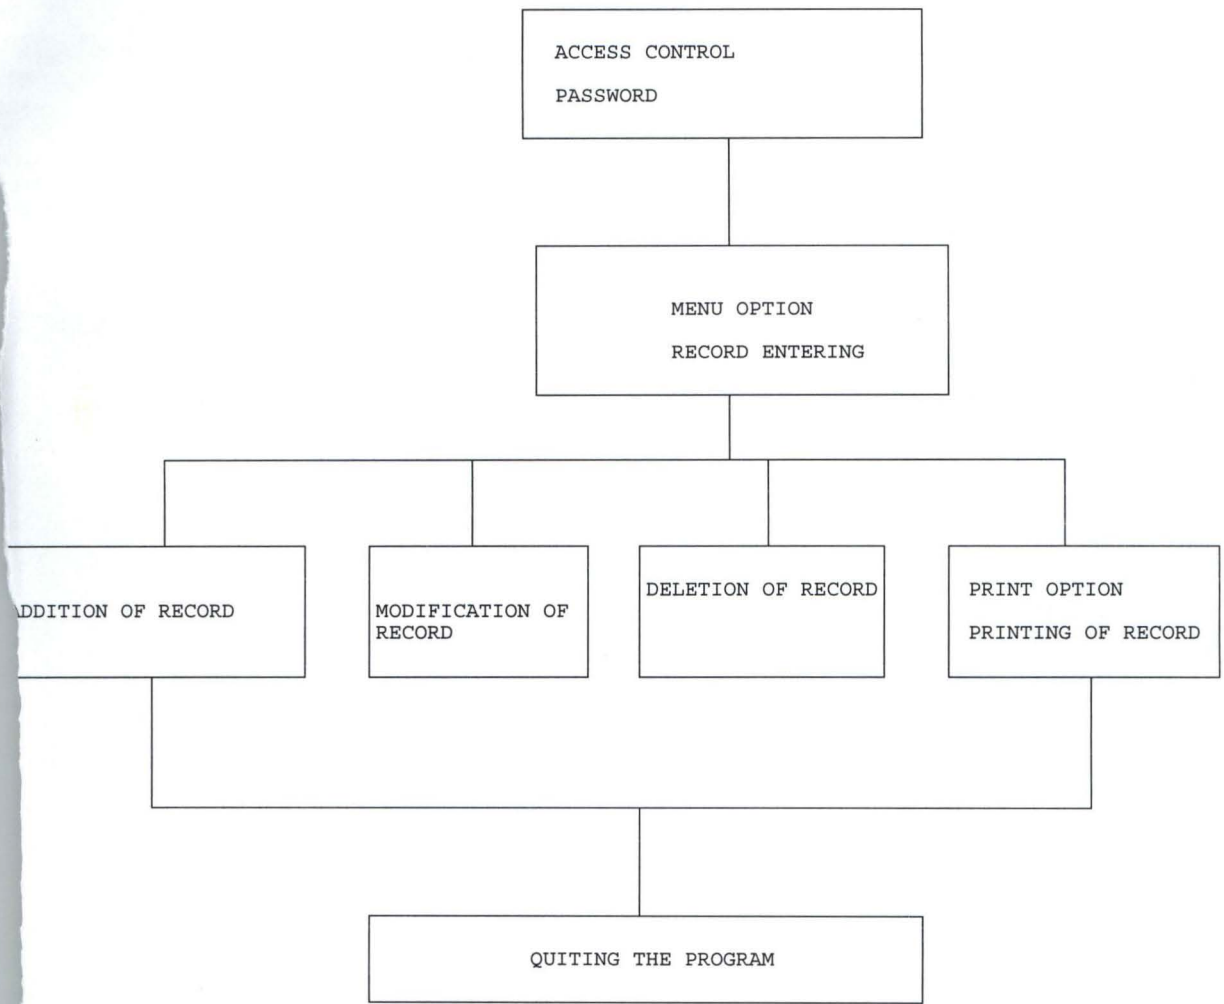 ACCESS CONTROL
PASSWORD
MENU OPTION
RECORD ENTERING
ADDITION OF RECORD
MODIFICATION OF
RECORD
DELETION OF RECORD
PRINT OPTION
PRINTING OF RECORD
QUITING THE PROGRAM